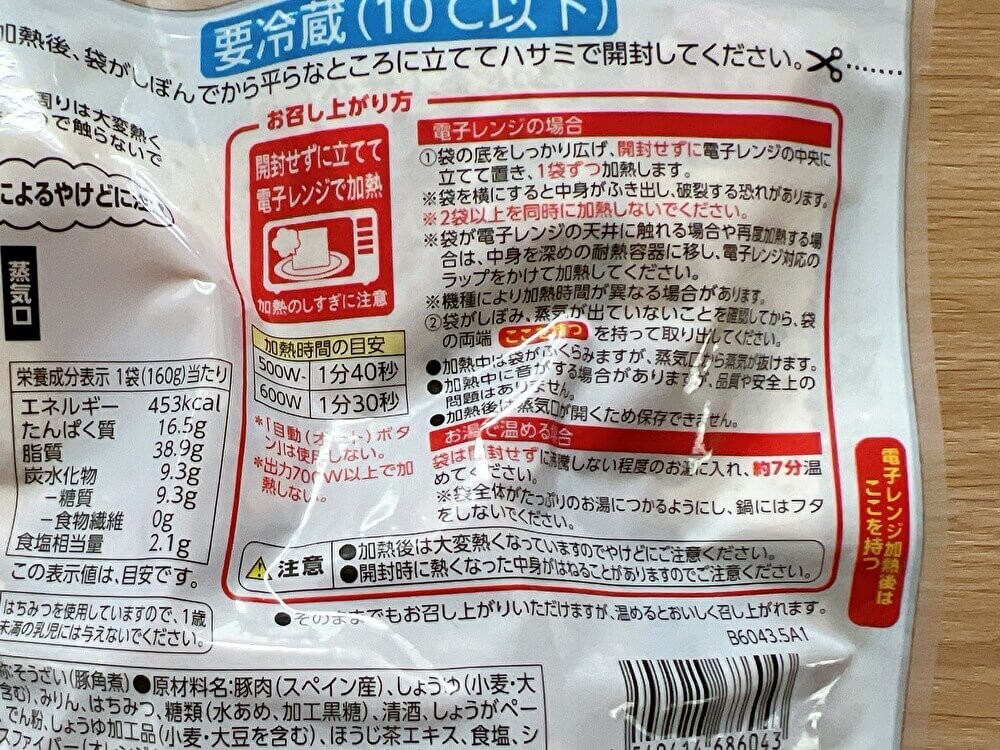 要冷蔵(10℃以下)
加熱後、袋がしぼんでから平らなところに立ててハサミで開封してください。
周りは大変熱く
で触らないで
によるやけどに注意
蒸気口
お召し上がり方
開封せずに立てて
電子レンジで加熱
加熱のしすぎに注意
加熱時間の目安
500W 1分40秒
600W 1分30秒
*「自動(オート)ボタ
ン」は使用しない。
*出力700W以上で加
熱しない。
電子レンジの場合
①袋の底をしっかり広げ、開封せずに電子レンジの中央に
立てて置き、1袋ずつ加熱します。
※袋を横にすると中身がふき出し、破裂する恐れがあります。
※2袋以上を同時に加熱しないでください。
※袋が電子レンジの天井に触れる場合や再度加熱する場
合は、中身を深めの耐熱容器に移し、電子レンジ対応の
ラップをかけて加熱してください。
※機種により加熱時間が異なる場合があります。
②袋がしぼみ、蒸気が出ていないことを確認してから、袋
の両端 ここを持つ を持って取り出してください。
●加熱中は袋がふくらみますが、蒸気口から蒸気が抜けます。
●加熱中に音がする場合がありますが、品質や安全上の
問題はありません。
●加熱後は蒸気口が開くため保存できません。
お湯で温める場合
袋は開封せずに沸騰しない程度のお湯に入れ、約7分温
めてください。
※袋全体がたっぷりのお湯につかるようにし、鍋にはフタ
をしないでください。
注意
●加熱後は大変熱くなっていますのでやけどにご注意ください。
●開封時に熱くなった中身がはねることがありますのでご注意ください。
●そのままでもお召し上がりいただけますが、温めるとおいしく召し上がれます。
B6043.5A1
電子レンジ加熱後は
ここを持つ
栄養成分表示 1袋(160g)当たり
エネルギー 453kcal
たんぱく質 16.5g
脂質 38.9g
炭水化物 9.3g
−糖質 9.3g
−食物繊維 0g
食塩相当量 2.1g
この表示値は、目安です。
はちみつを使用していますので、1歳
未満の乳児には与えないでください。
称:そうざい(豚角煮) ●原材料名:豚肉(スペイン産)、しょうゆ(小麦・大
含む)、みりん、はちみつ、糖類(水あめ、加工黒糖)、清酒、しょうがペー
、でん粉、しょうゆ加工品(小麦・大豆を含む)、ほうじ茶エキス、食塩、シ
686043